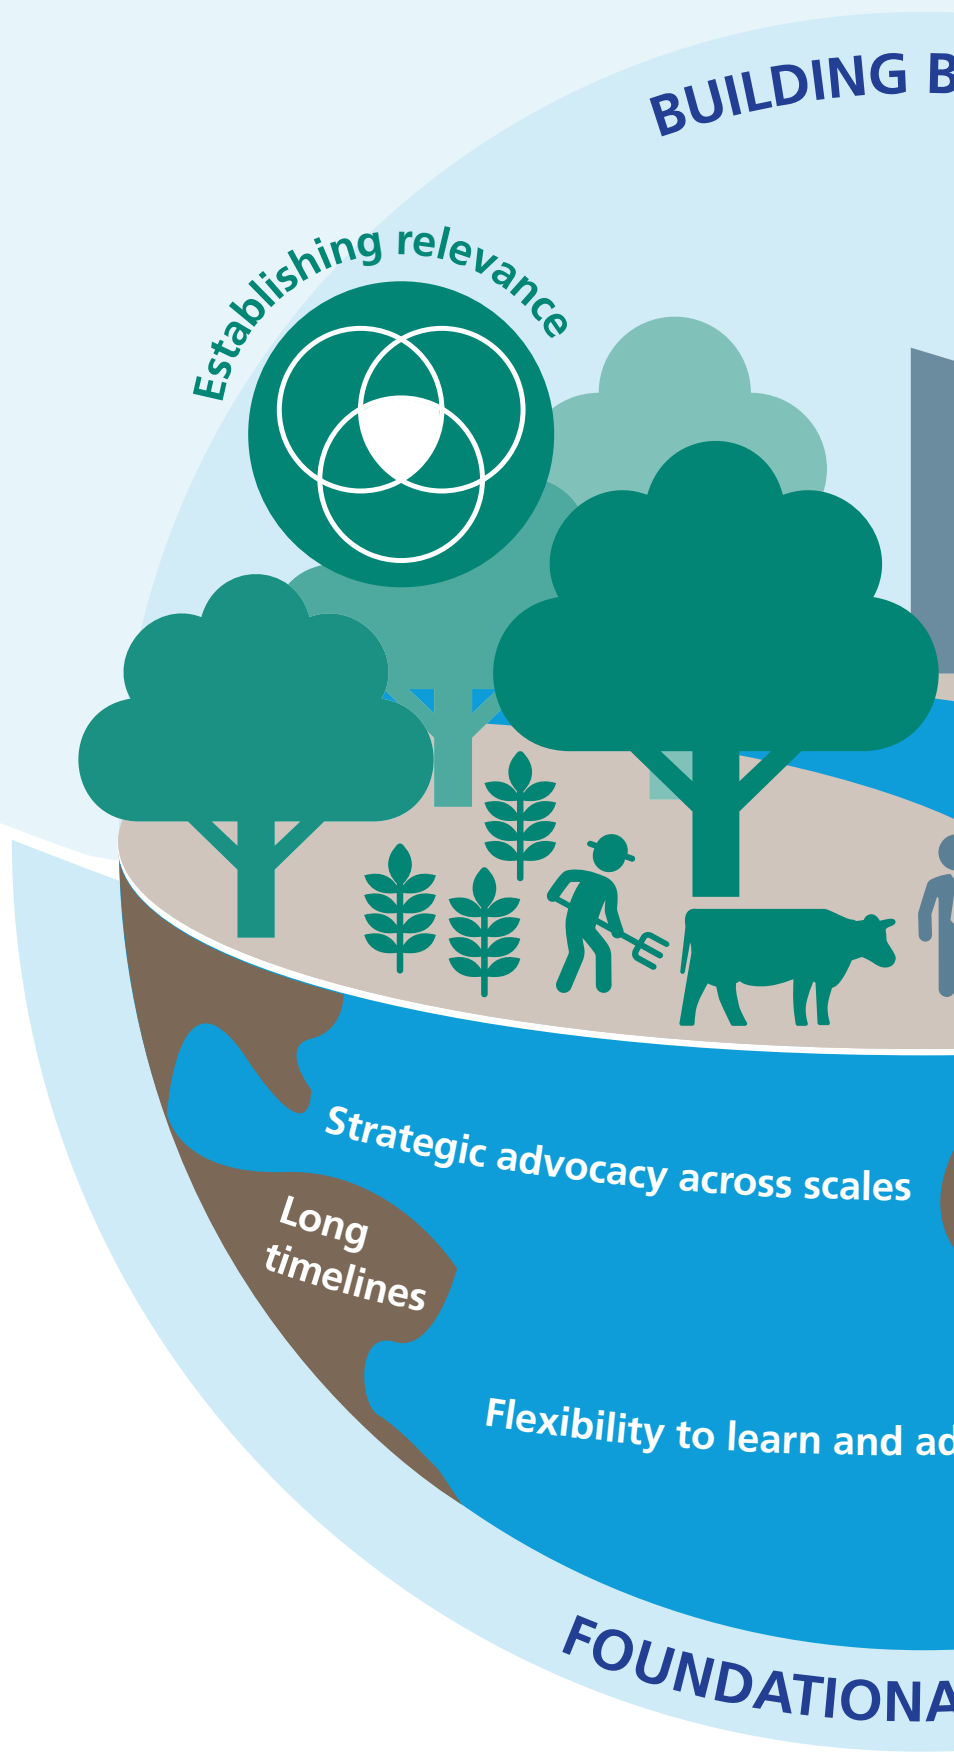 BUILDING B
Establishing relevance
Strategic advocacy across scales
Long
timelines
Flexibility to learn and ad
FOUNDATIONA